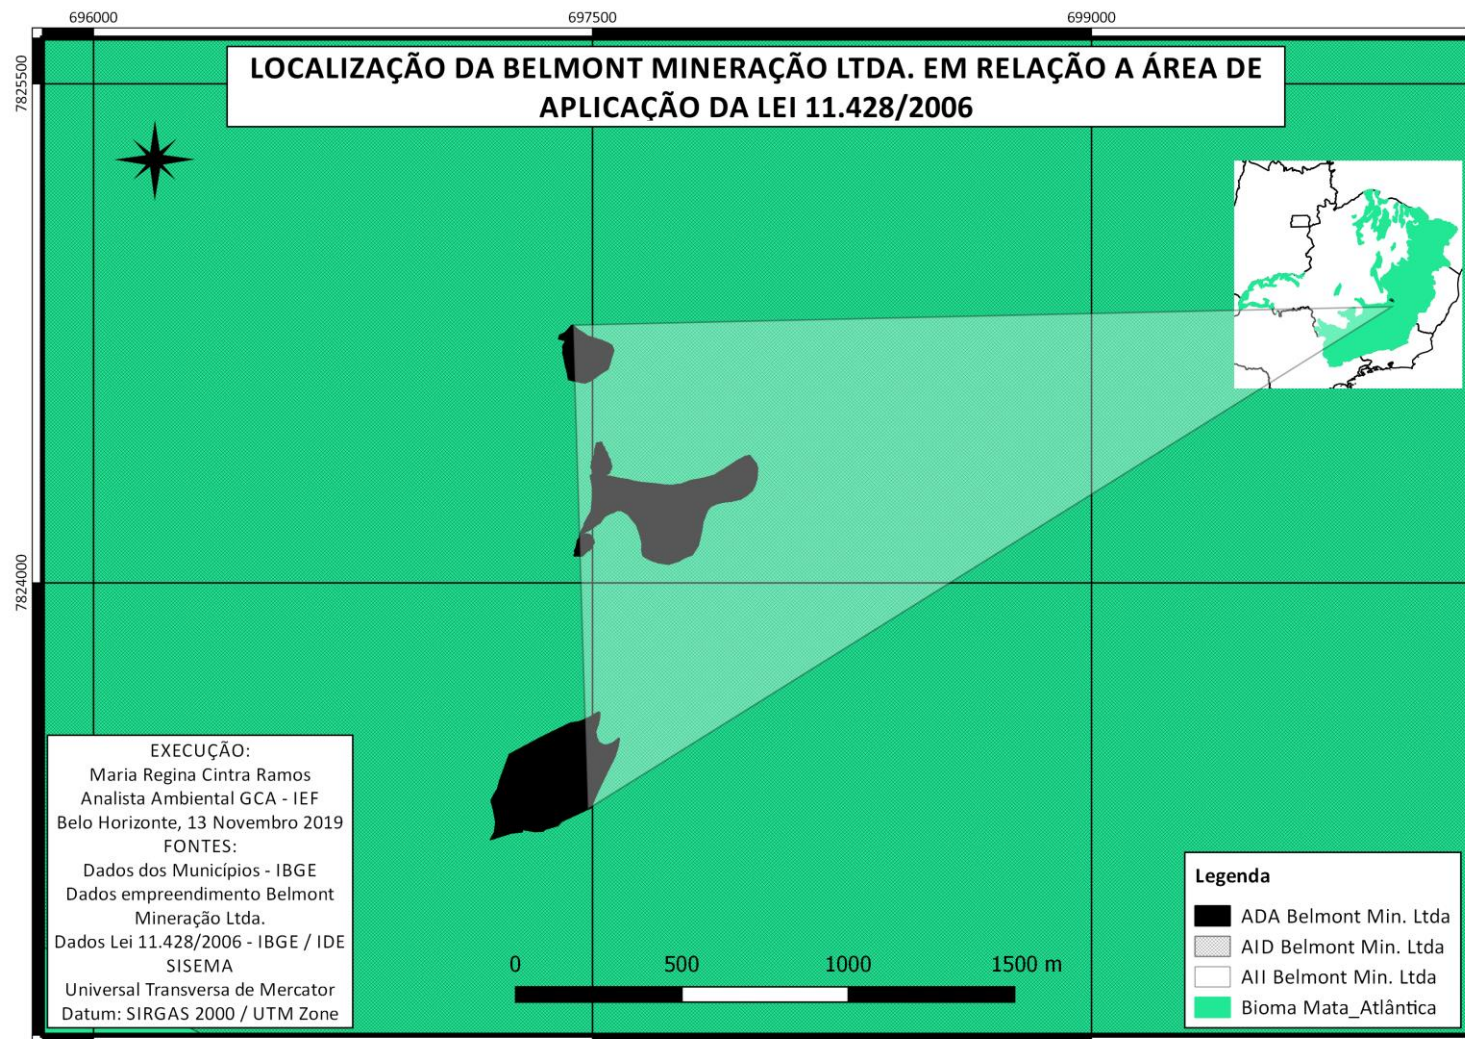 696000
697500
699000
7825500
7824000
LOCALIZAÇÃO DA BELMONT MINERAÇÃO LTDA. EM RELAÇÃO A ÁREA DE
APLICAÇÃO DA LEI 11.428/2006
EXECUÇÃO:
Maria Regina Cintra Ramos
Analista Ambiental GCA - IEF
Belo Horizonte, 13 Novembro 2019
FONTES:
Dados dos Municípios - IBGE
Dados empreendimento Belmont
Mineração Ltda.
Dados Lei 11.428/2006 - IBGE / IDE
SISEMA
Universal Transversa de Mercator
Datum: SIRGAS 2000 / UTM Zone
0 500 1000 1500 m
Legenda
ADA Belmont Min. Ltda
AID Belmont Min. Ltda
AII Belmont Min. Ltda
Bioma Mata_Atlântica